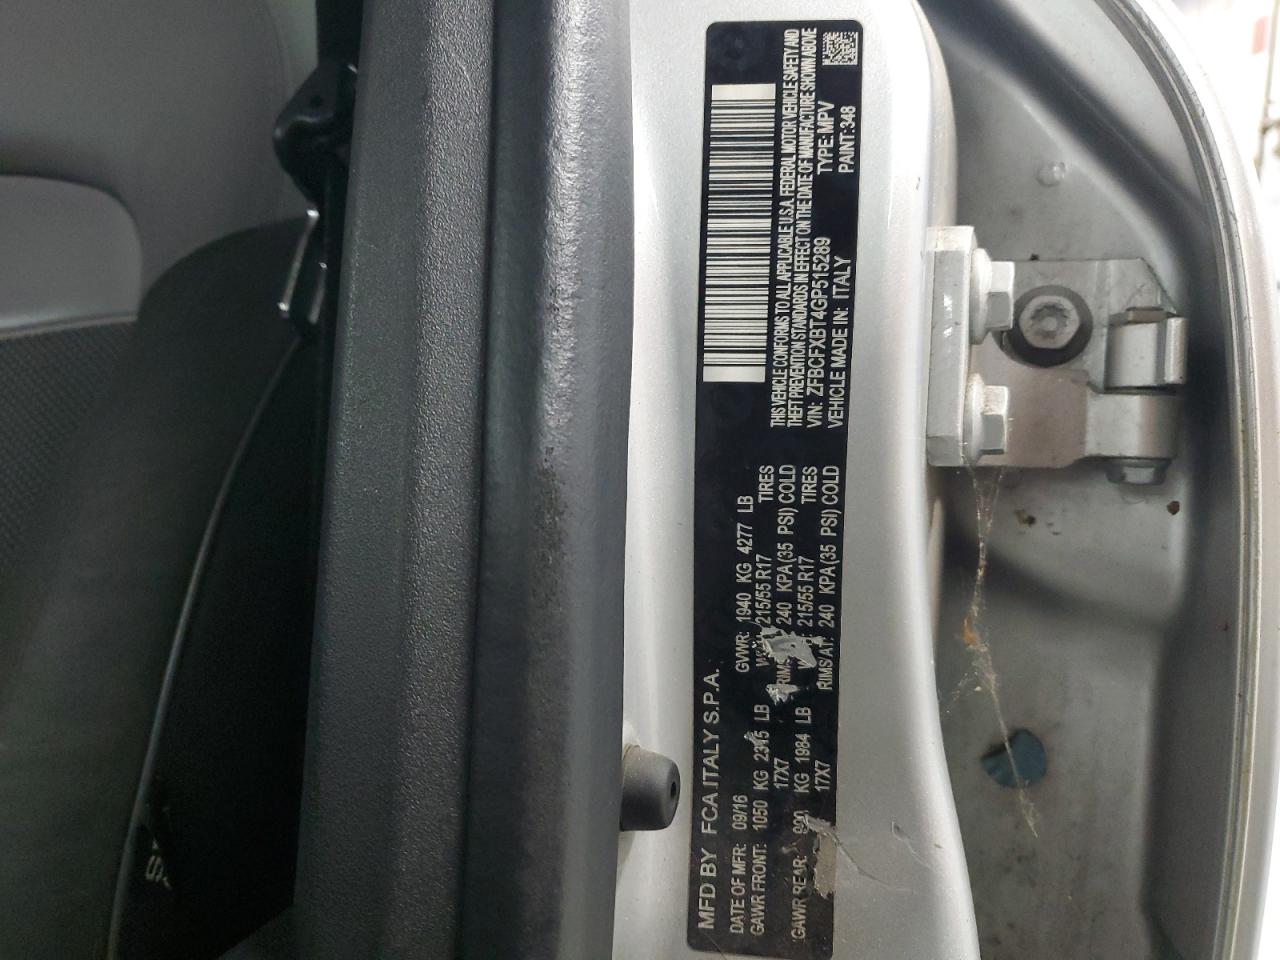 MFD BY FCA ITALY S.P.A.
DATE OF MFR: 09/16 GVWR: 1940 KG 4277 LB
GAWR FRONT: 1050 KG 2315 LB 215/55 R17 TIRES
17X7 RIMS 240 KPA(35 PSI) COLD
GAWR REAR: KG 1984 LB 215/55 R17 TIRES
17X7 RIMS/AT 240 KPA(35 PSI) COLD
THIS VEHICLE CONFORMS TO ALL APPLICABLE U.S.A. FEDERAL MOTOR VEHICLE SAFETY AND
THEFT PREVENTION STANDARDS IN EFFECT ON THE DATE OF MANUFACTURE SHOWN ABOVE
VIN: ZFBCFXBT4GP515289 TYPE: MPV
VEHICLE MADE IN: ITALY PAINT: 348